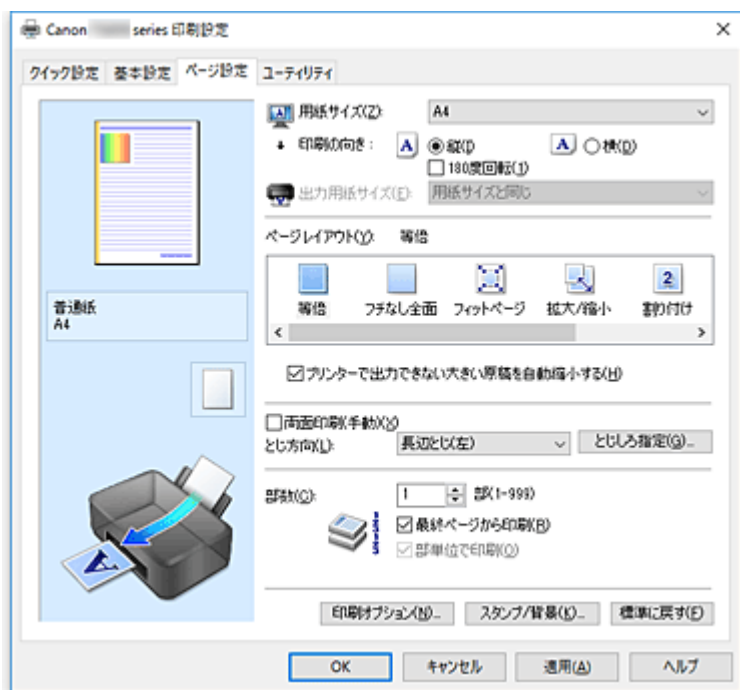 Canon series 印刷設定
クイック設定 基本設定 ページ設定 ユーティリティ
用紙サイズ(Z): A4
印刷の向き: A 縦(I) A 横(D)
180度回転(1)
出力用紙サイズ(E): 用紙サイズと同じ
ページレイアウト(Y): 等倍
2
等倍 フチなし全面 フィットページ 拡大/縮小 割り付け
普通紙
A4
プリンターで出力できない大きい原稿を自動縮小する(H)
両面印刷(手動)(X)
とじ方向(L): 長辺とじ(左) とじしろ指定(G)...
部数(C): 1 部(1-999)
最終ページから印刷(R)
部単位で印刷(O)
A
印刷オプション(N)... スタンプ/背景(K)... 標準に戻す(F)
OK キャンセル 適用(A) ヘルプ